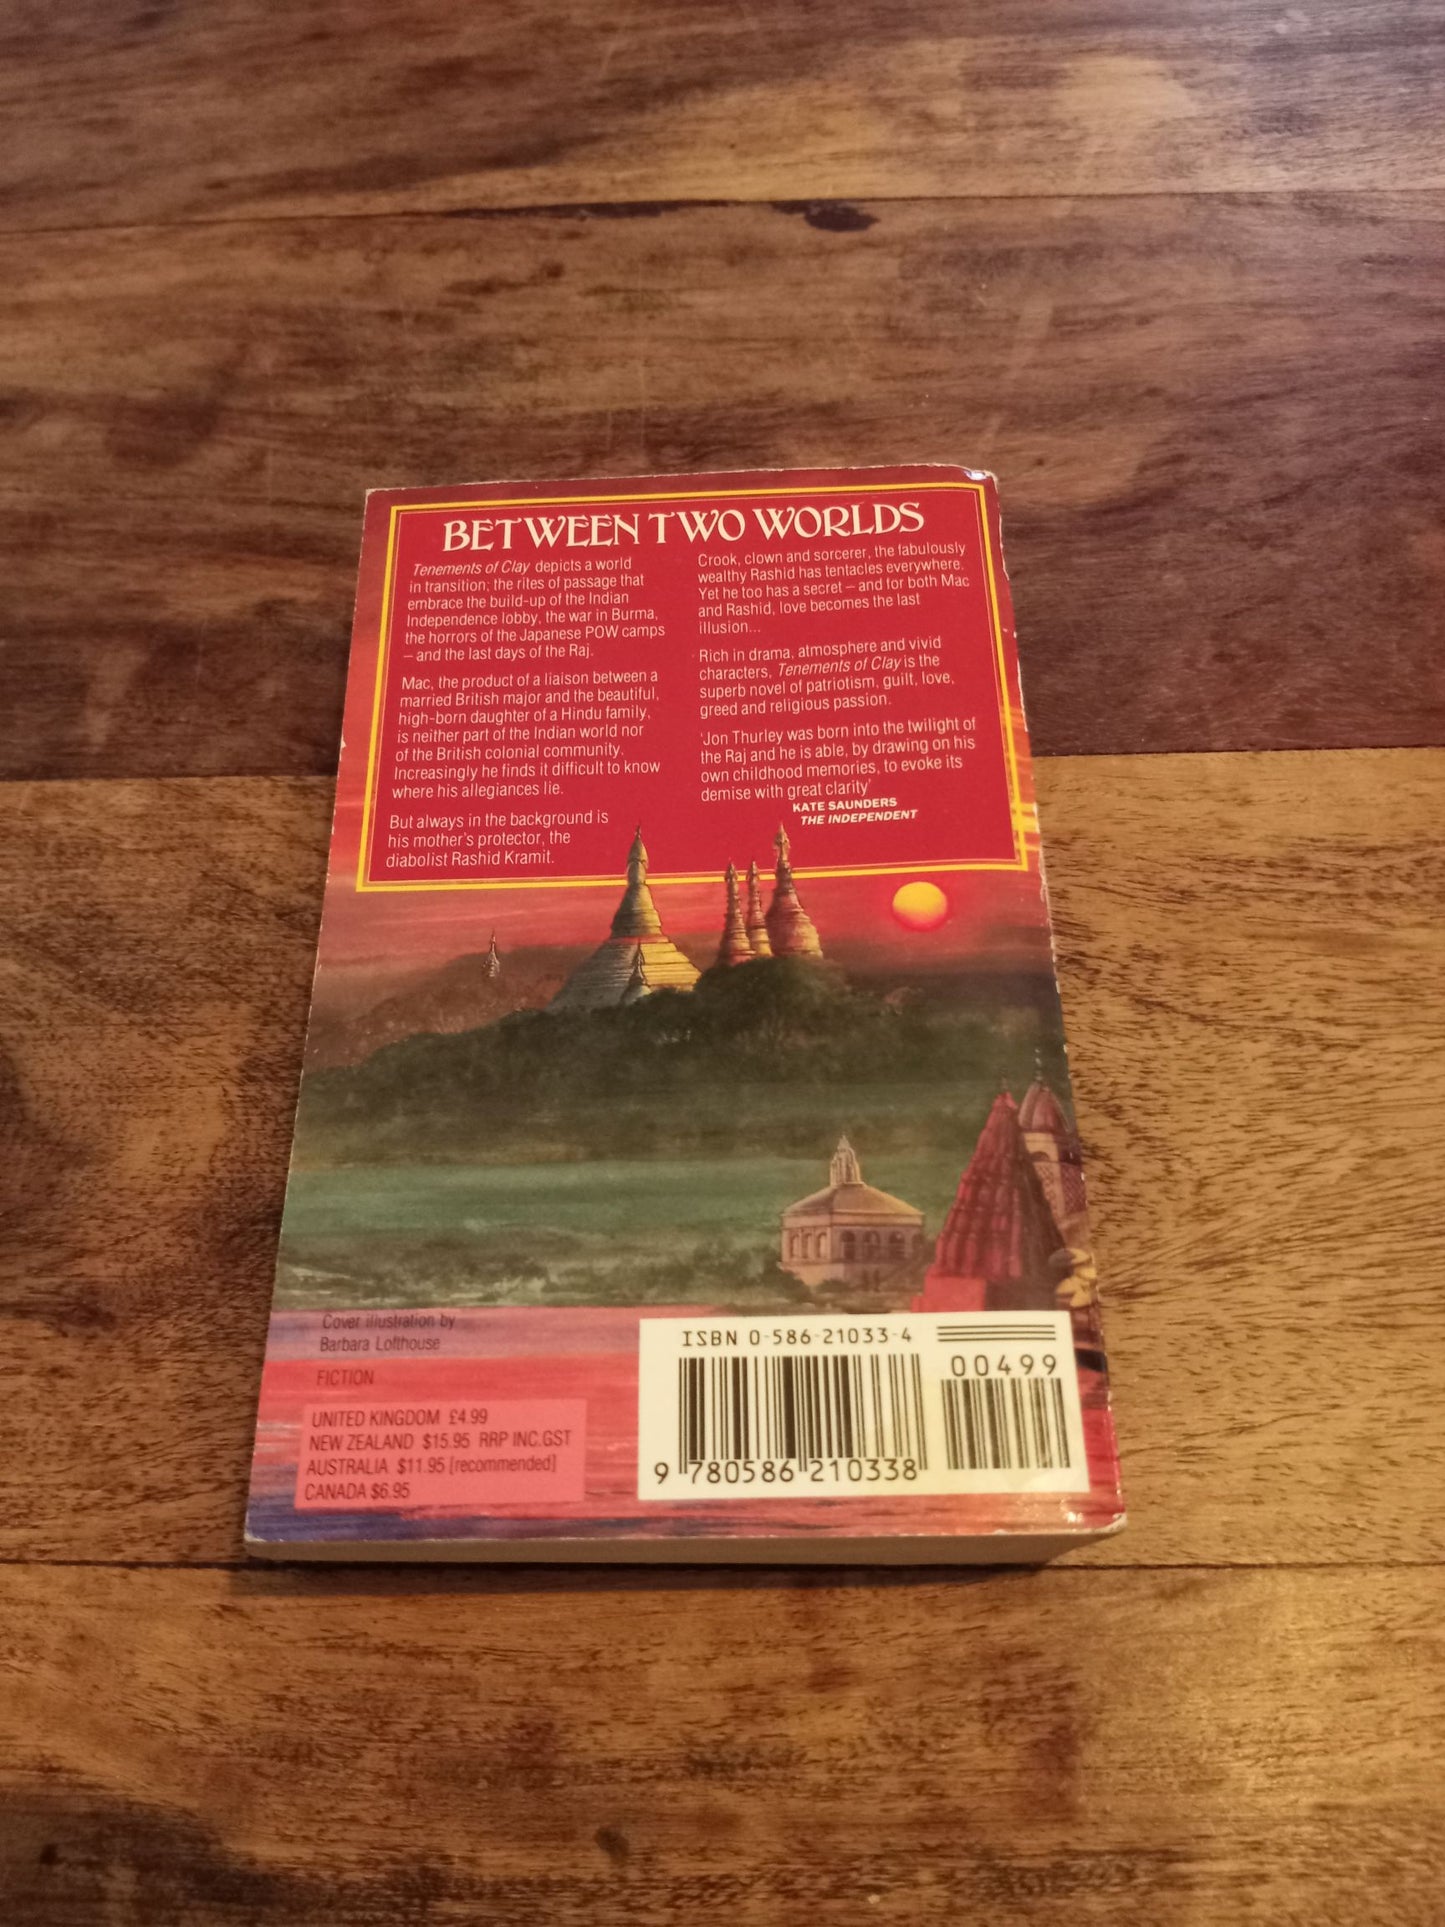 BETWEEN TWO WORLDS
Tenements of Clay depicts a world
in transition; the rites of passage that
embrace the build-up of the Indian
Independence lobby, the war in Burma,
the horrors of the Japanese POW camps
– and the last days of the Raj.
Mac, the product of a liaison between a
married British major and the beautiful,
high-born daughter of a Hindu family,
is neither part of the Indian world nor
of the British colonial community.
Increasingly he finds it difficult to know
where his allegiances lie.
But always in the background is
his mother's protector, the
diabolist Rashid Kramit.
Crook, clown and sorcerer, the fabulously
wealthy Rashid has tentacles everywhere.
Yet he too has a secret – and for both Mac
and Rashid, love becomes the last
illusion...
Rich in drama, atmosphere and vivid
characters, Tenements of Clay is the
superb novel of patriotism, guilt, love,
greed and religious passion.
'Jon Thurley was born into the twilight of
the Raj and he is able, by drawing on his
own childhood memories, to evoke its
demise with great clarity'
KATE SAUNDERS
THE INDEPENDENT
Cover illustration by
Barbara Lofthouse
FICTION
UNITED KINGDOM £4.99
NEW ZEALAND $15.95 RRP INC.GST
AUSTRALIA $11.95 [recommended]
CANADA $6.95
ISBN 0-586-21033-4
00499
9 780586 210338